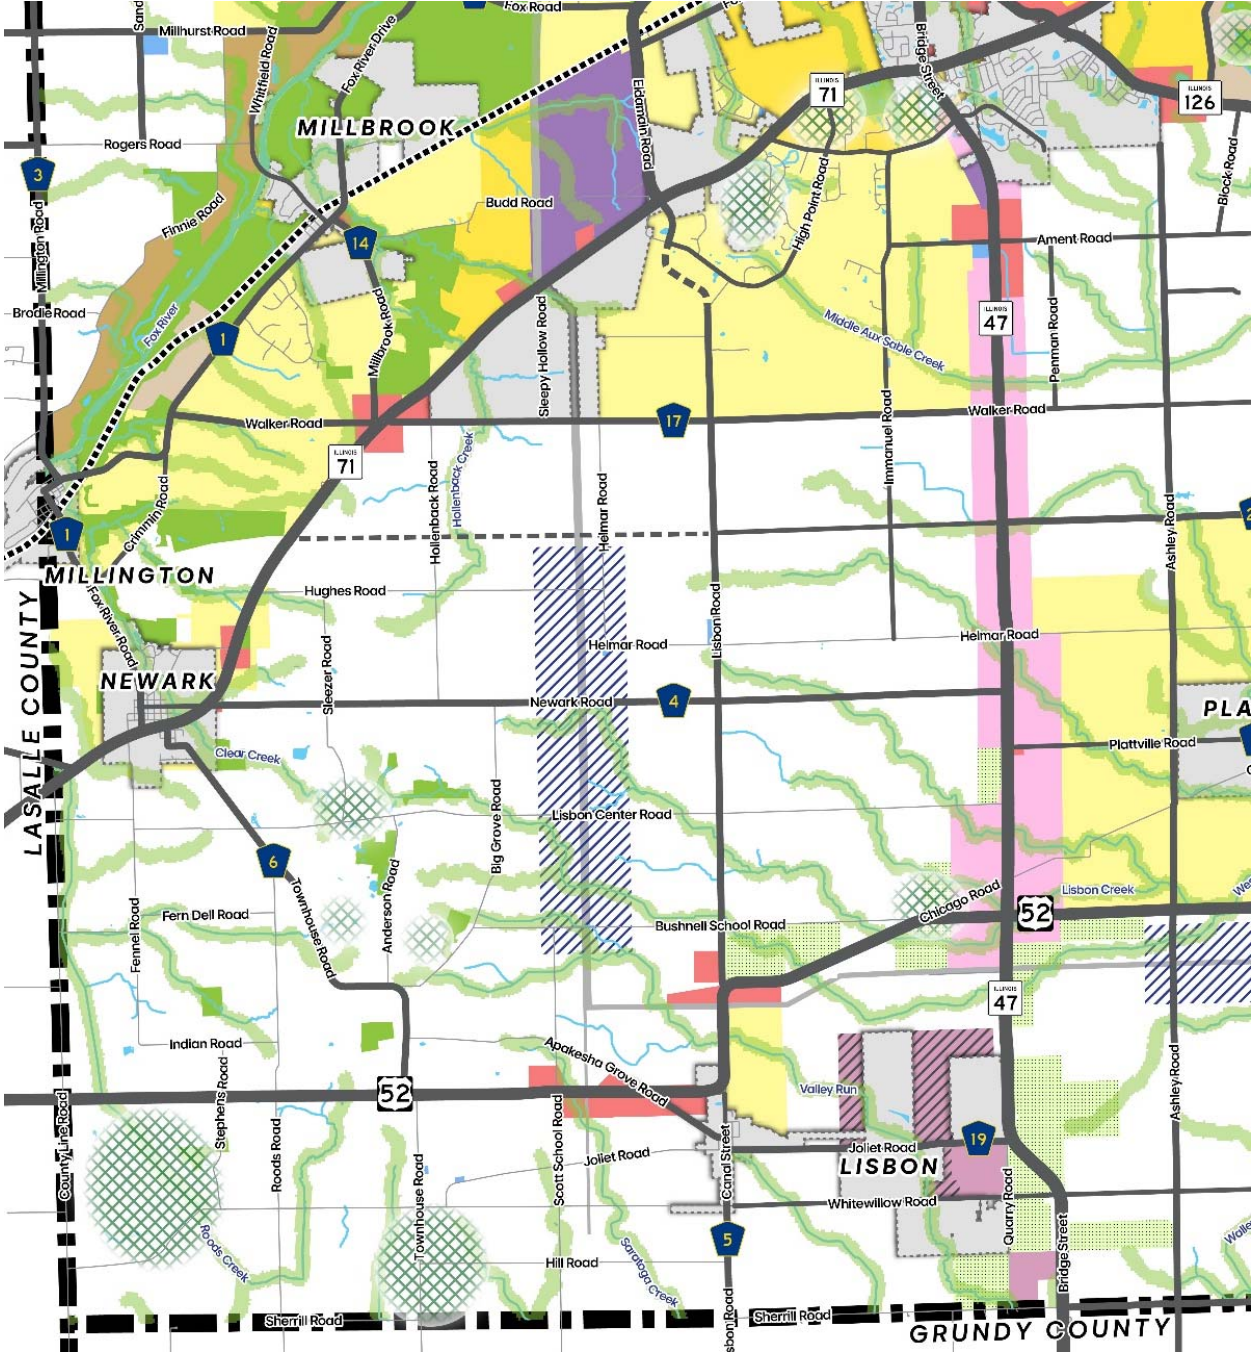 Fox Road
Millhurst Road
Whitfield Road
Fox River Drive
Bridge Street
ILLINOIS
71
ILLINOIS
126
MILLBROOK
Eldamain Road
Rogers Road
3
Block Road
High Point Road
Finnie Road
Budd Road
14
Ament Road
Millington Road
Brodie Road
Fox River
1
Millbrook Road
Sleepy Hollow Road
ILLINOIS
47
Middle Aux Sable Creek
Penman Road
Immanuel Road
Walker Road
17
Walker Road
ILLINOIS
71
Hollenback Road
Hollenback Creek
Helmar Road
Crimmin Road
1
Ashley Road
MILLINGTON
Hughes Road
Fox River Road
Lisbon Road
Helmar Road
Helmar Road
LASALLE COUNTY
NEWARK
Sleezer Road
Newark Road
4
PLA
Plattville Road
Clear Creek
Big Grove Road
Lisbon Center Road
6
Anderson Road
Townhouse Road
Fern Dell Road
Fennel Road
Bushnell School Road
Chicago Road
Lisbon Creek
52
ILLINOIS
47
Indian Road
Apakesha Grove Road
Stephens Road
52
Valley Run
Ashley Road
County Line Road
Roods Road
Scott School Road
Joliet Road
Canal Street
Joliet Road
19
LISBON
Townhouse Road
Whitewillow Road
Quarry Road
Bridge Street
Roods Creek
5
Saratoga Creek
Hill Road
Sherrill Road
Sherrill Road
GRUNDY COUNTY